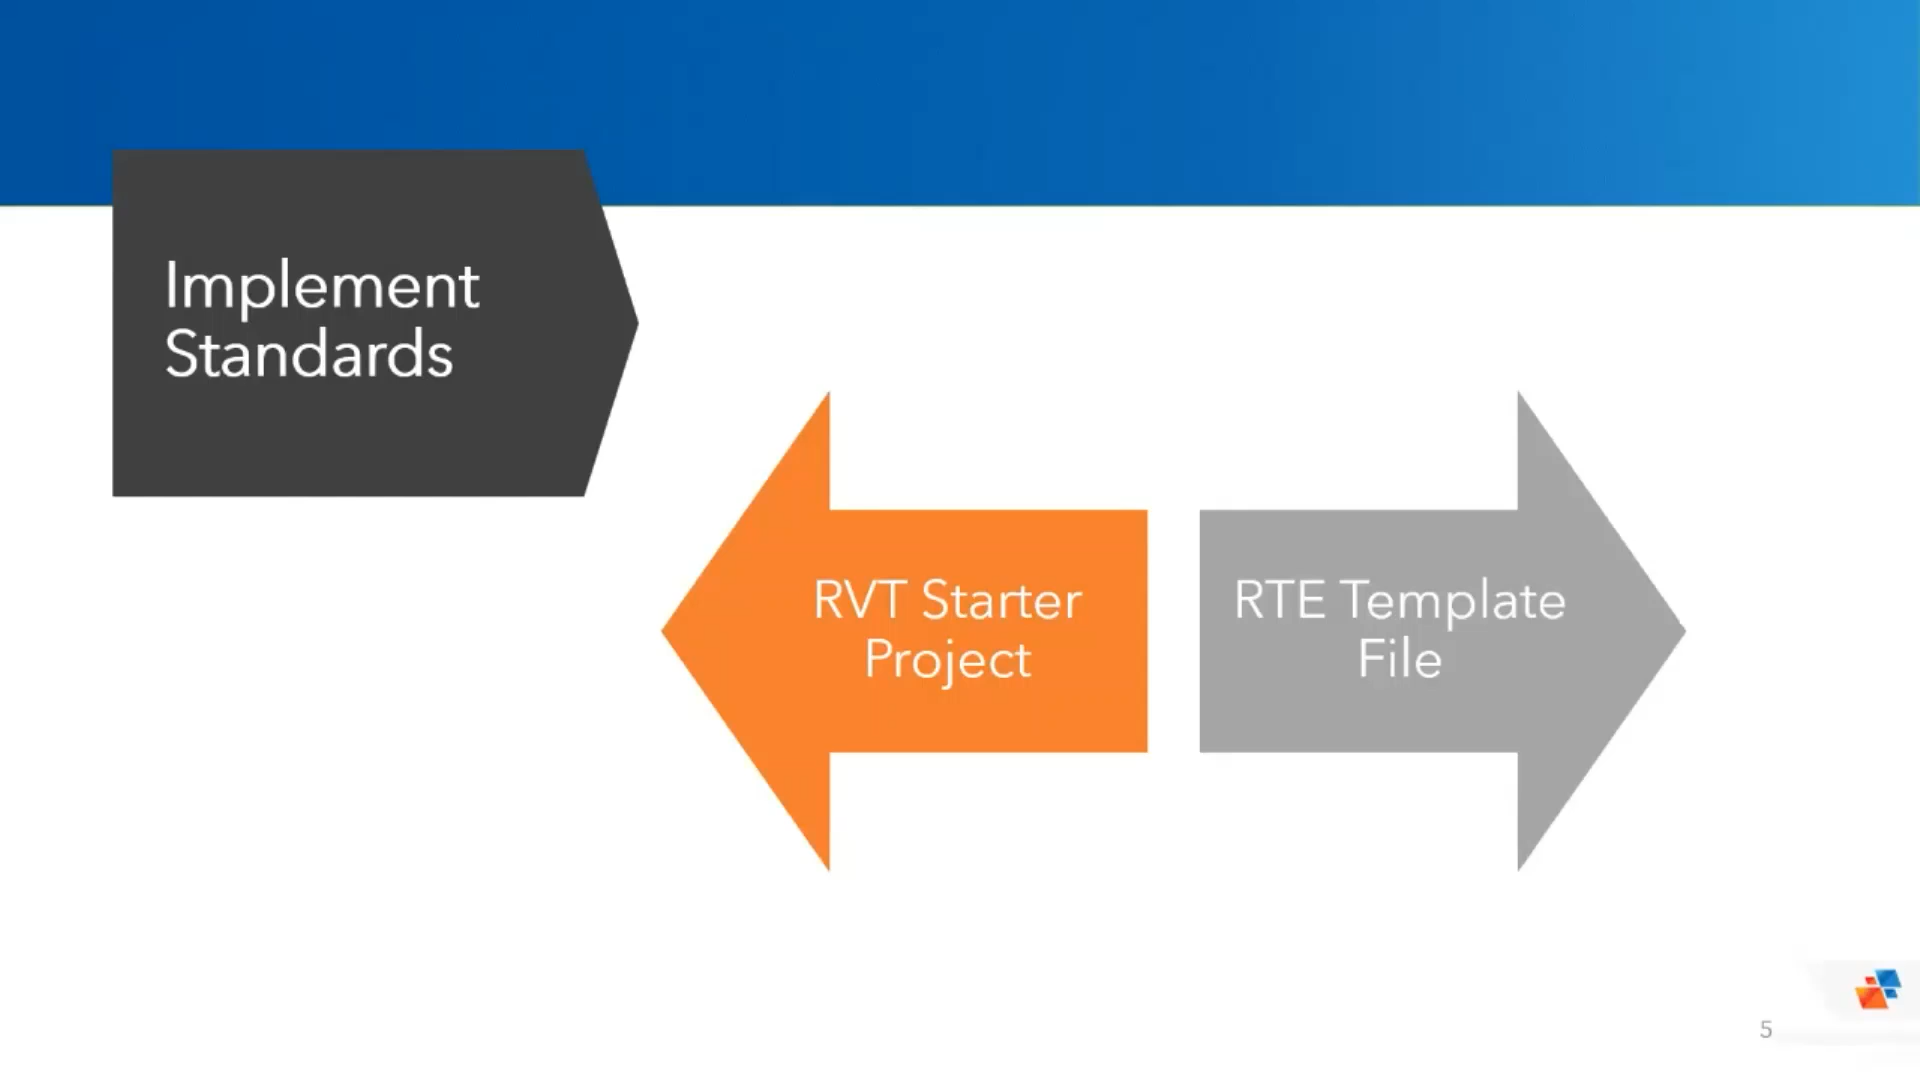 Implement
Standards
RVT Starter
Project
RTE Template
File
5